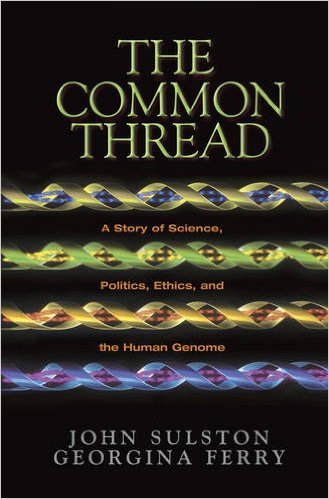 THE
COMMON
THREAD
A Story of Science,
Politics, Ethics, and
the Human Genome
JOHN SULSTON
GEORGINA FERRY